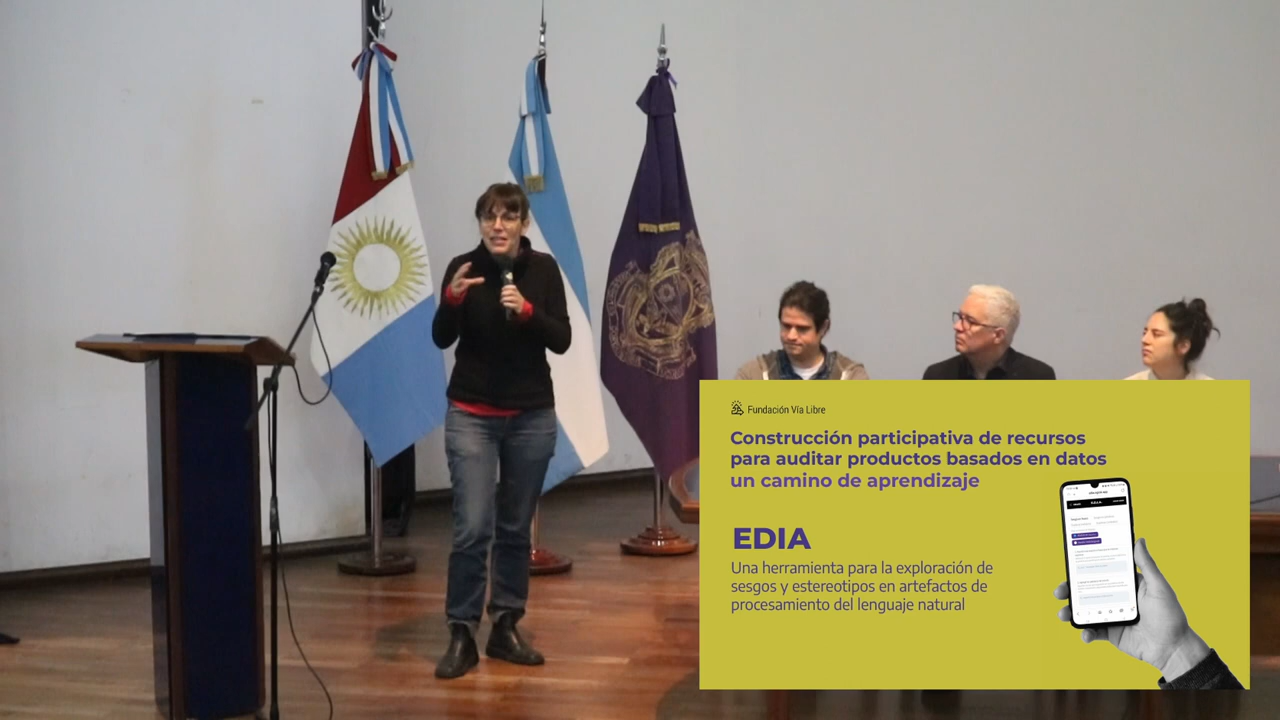 Fundación Vía Libre
Construcción participativa de recursos
para auditar productos basados en datos
un camino de aprendizaje
EDIA
Una herramienta para la exploración de
sesgos y estereotipos en artefactos de
procesamiento del lenguaje natural